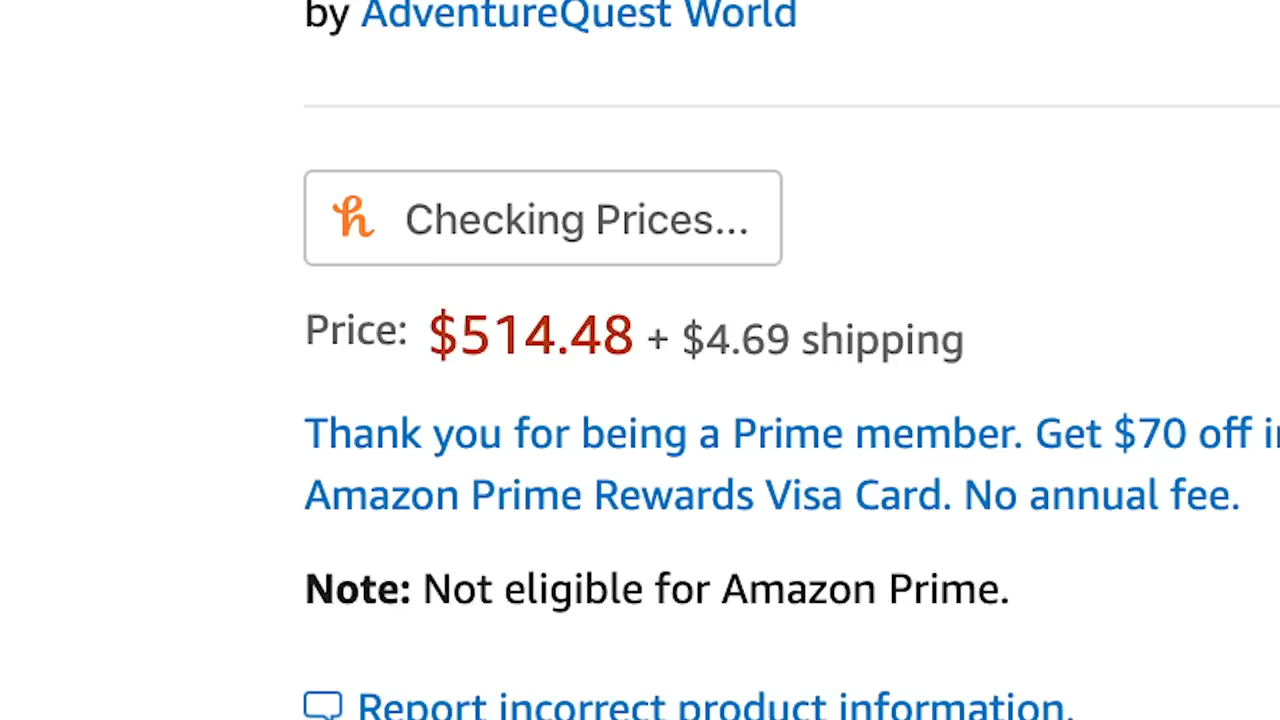 by AdventureQuest World
Checking Prices...
Price: $514.48 + $4.69 shipping
Thank you for being a Prime member. Get $70 off
Amazon Prime Rewards Visa Card. No annual fee.
Note: Not eligible for Amazon Prime.
Report incorrect product information.